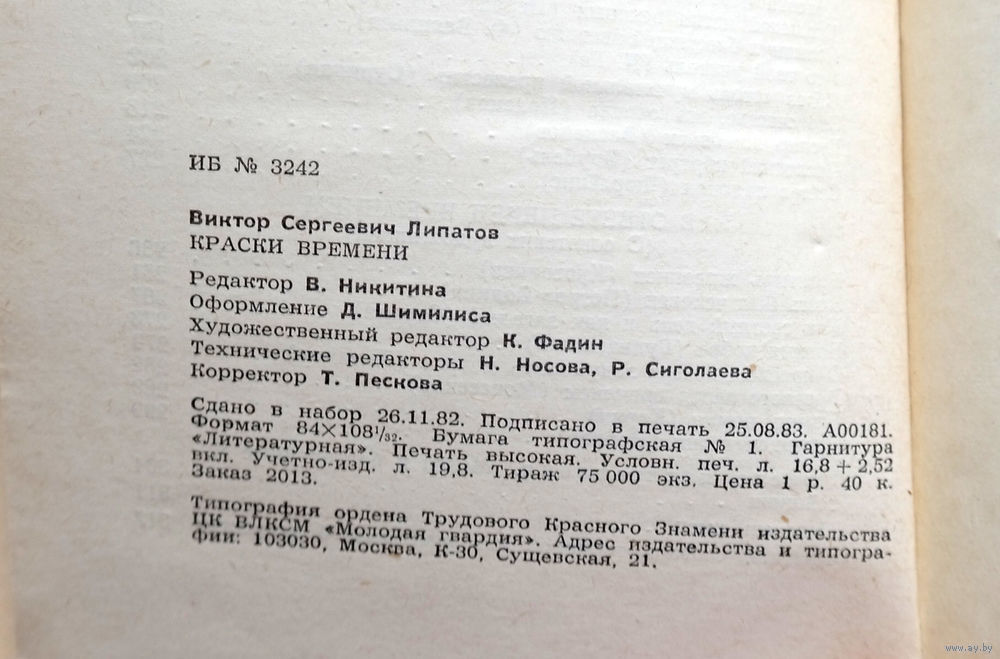 ИБ № 3242
Виктор Сергеевич Липатов
КРАСКИ ВРЕМЕНИ
Редактор В. Никитина
Оформление Д. Шимилиса
Художественный редактор К. Фадин
Технические редакторы Н. Носова, Р. Сиголаева
Корректор Т. Пескова
Сдано в набор 26.11.82. Подписано в печать 25.08.83. А00181.
Формат 84×108¹/₃₂. Бумага типографская № 1. Гарнитура
«Литературная». Печать высокая. Условн. печ. л. 16,8+2,52
вкл. Учетно-изд. л. 19,8. Тираж 75 000 экз. Цена 1 р. 40 к.
Заказ 2013.
Типография ордена Трудового Красного Знамени издательства
ЦК ВЛКСМ «Молодая гвардия». Адрес издательства и типогра-
фии: 103030, Москва, К-30, Сущевская, 21.
www.ay.by